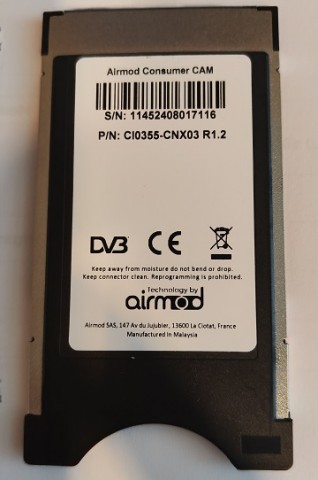 Airmod Consumer CAM
S/N: 11452408017116
P/N: CI0355-CNX03 R1.2
DVB CE
Keep away from moisture do not bend or drop.
Keep connector clean. Reprogramming is prohibited.
Technology by
airmod
Airmod SAS, 147 Av du Jujubier, 13600 La Ciotat, France
Manufactured in Malaysia